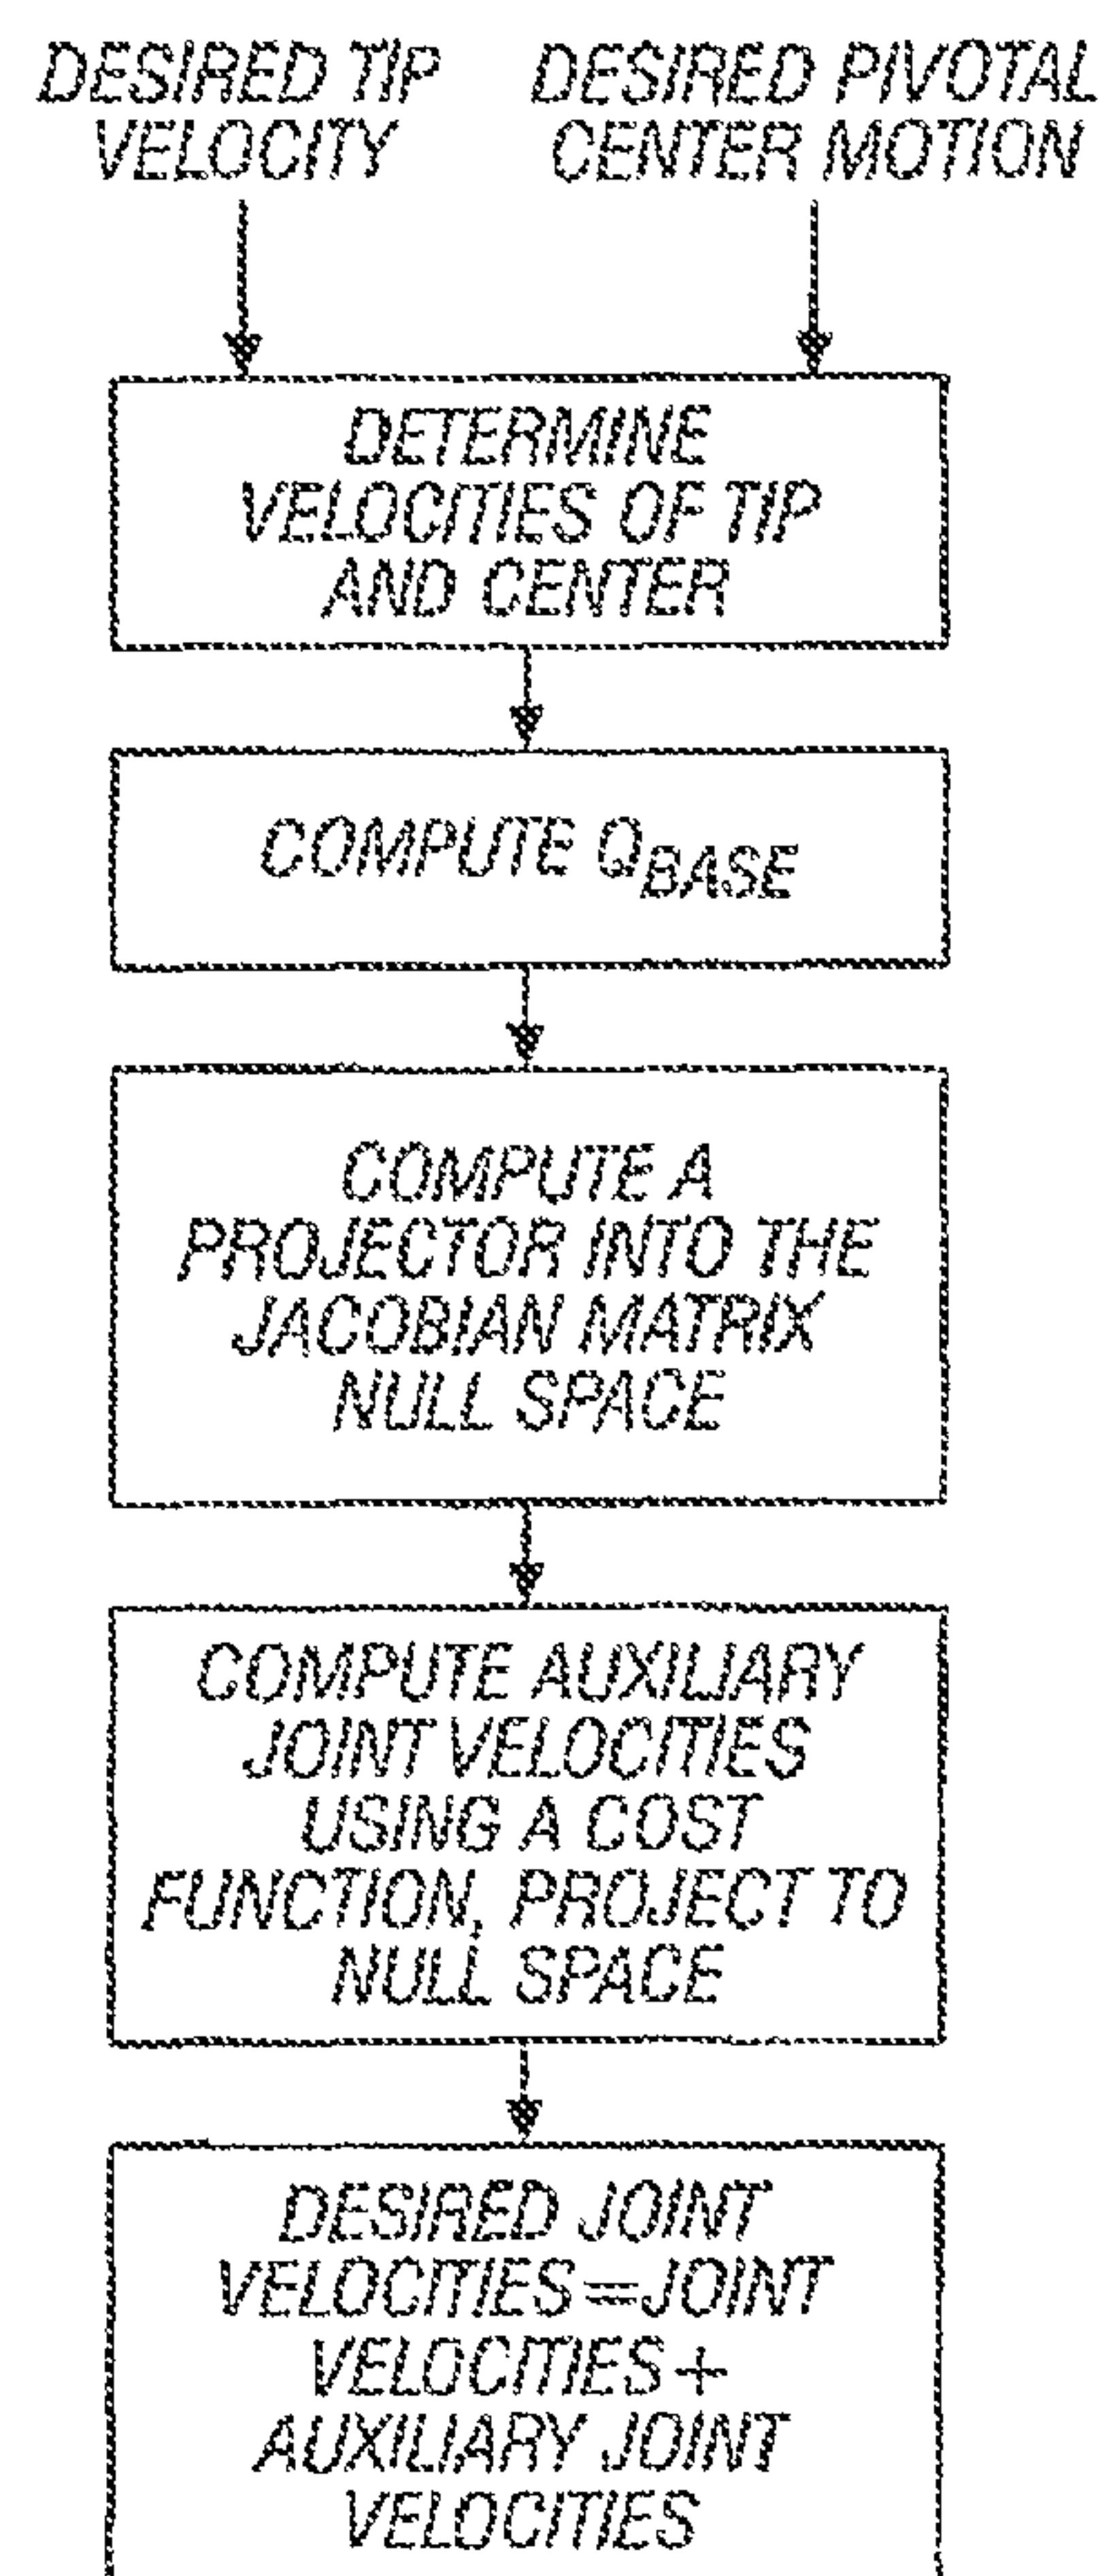 DESIRED TIP
VELOCITY
DESIRED PIVOTAL
CENTER MOTION
DETERMINE
VELOCITIES OF TIP
AND CENTER
COMPUTE QBASE
COMPUTE A
PROJECTOR INTO THE
JACOBIAN MATRIX
NULL SPACE
COMPUTE AUXILIARY
JOINT VELOCITIES
USING A COST
FUNCTION, PROJECT TO
NULL SPACE
DESIRED JOINT
VELOCITIES=JOINT
VELOCITIES+
AUXILIARY JOINT
VELOCITIES